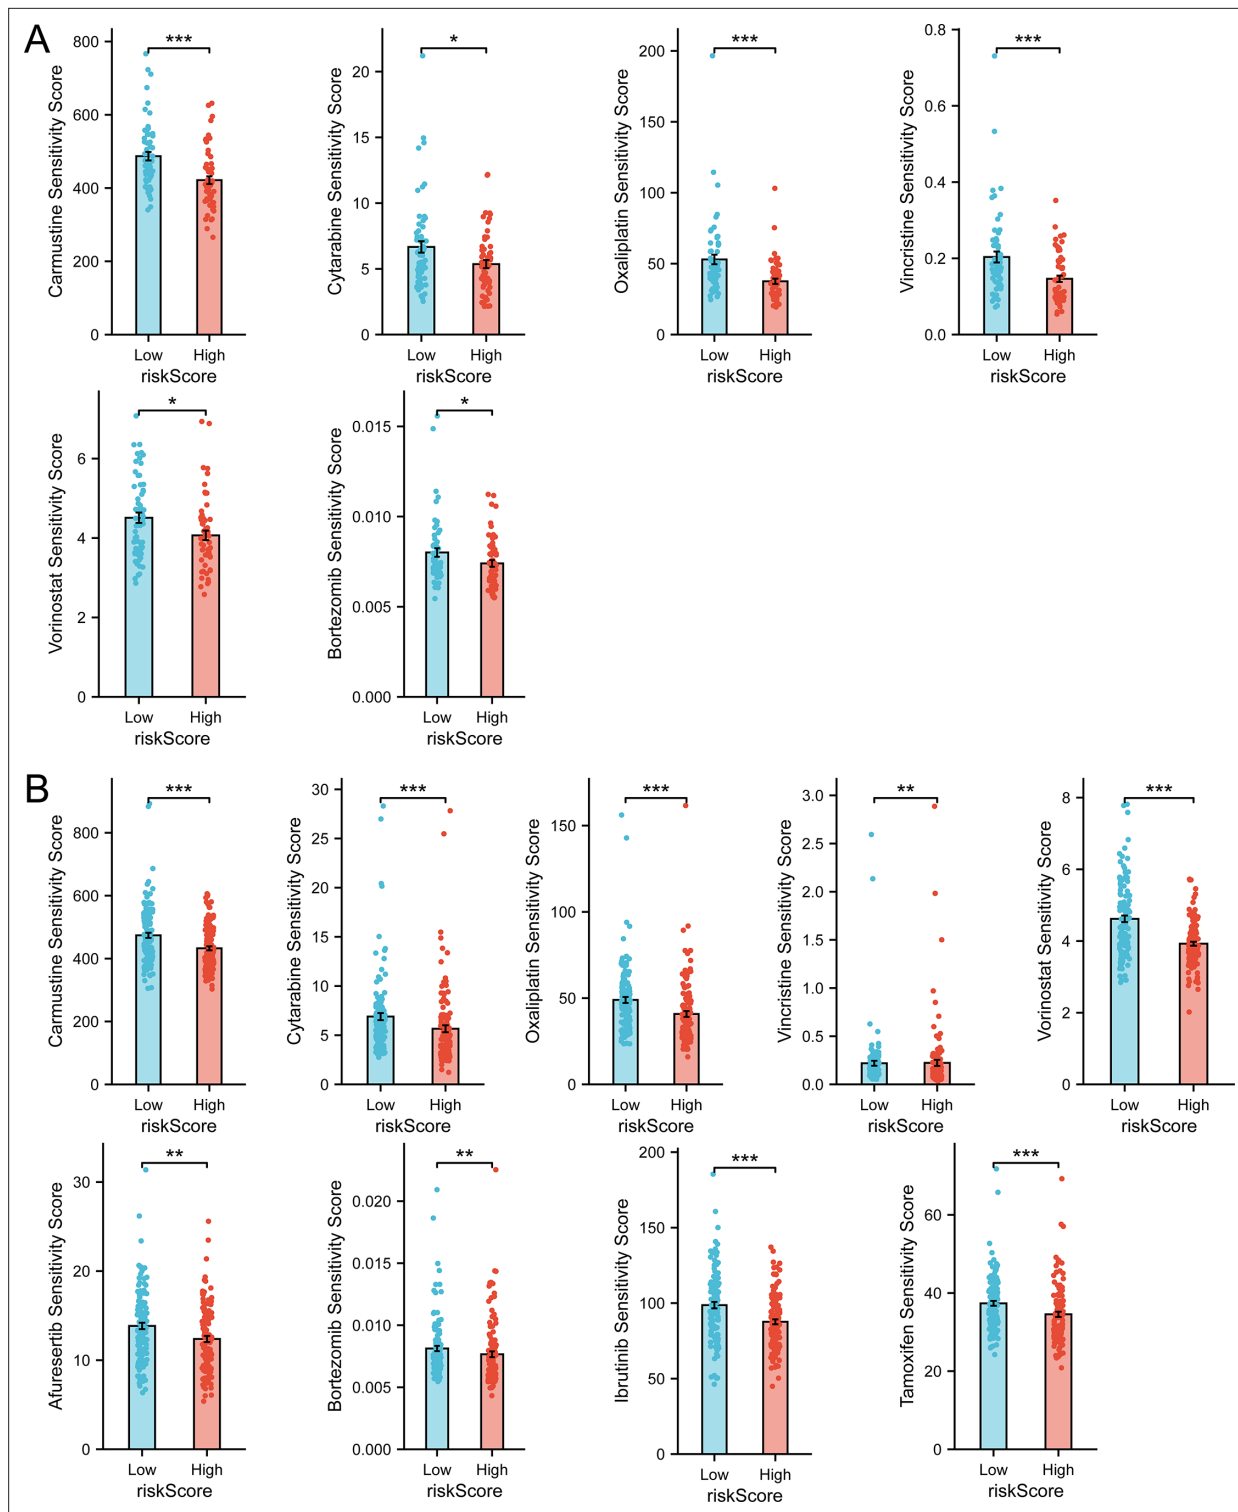 A
Carmustine Sensitivity Score
800
600
400
200
0
***
Low High
riskScore
Cytarabine Sensitivity Score
20
15
10
5
0
*
Low High
riskScore
Oxaliplatin Sensitivity Score
200
150
100
50
0
***
Low High
riskScore
Vincristine Sensitivity Score
0.8
0.6
0.4
0.2
0.0
***
Low High
riskScore
Vorinostat Sensitivity Score
6
4
2
0
*
Low High
riskScore
Bortezomib Sensitivity Score
0.015
0.010
0.005
0.000
*
Low High
riskScore
B
Carmustine Sensitivity Score
800
600
400
200
0
***
Low High
riskScore
Cytarabine Sensitivity Score
30
25
20
15
10
5
0
***
Low High
riskScore
Oxaliplatin Sensitivity Score
150
100
50
0
***
Low High
riskScore
Vincristine Sensitivity Score
3.0
2.5
2.0
1.5
1.0
0.5
0.0
**
Low High
riskScore
Vorinostat Sensitivity Score
8
6
4
2
0
***
Low High
riskScore
Afuresertib Sensitivity Score
30
20
10
0
**
Low High
riskScore
Bortezomib Sensitivity Score
0.020
0.015
0.010
0.005
0.000
**
Low High
riskScore
Ibrutinib Sensitivity Score
200
150
100
50
0
***
Low High
riskScore
Tamoxifen Sensitivity Score
60
40
20
0
***
Low High
riskScore